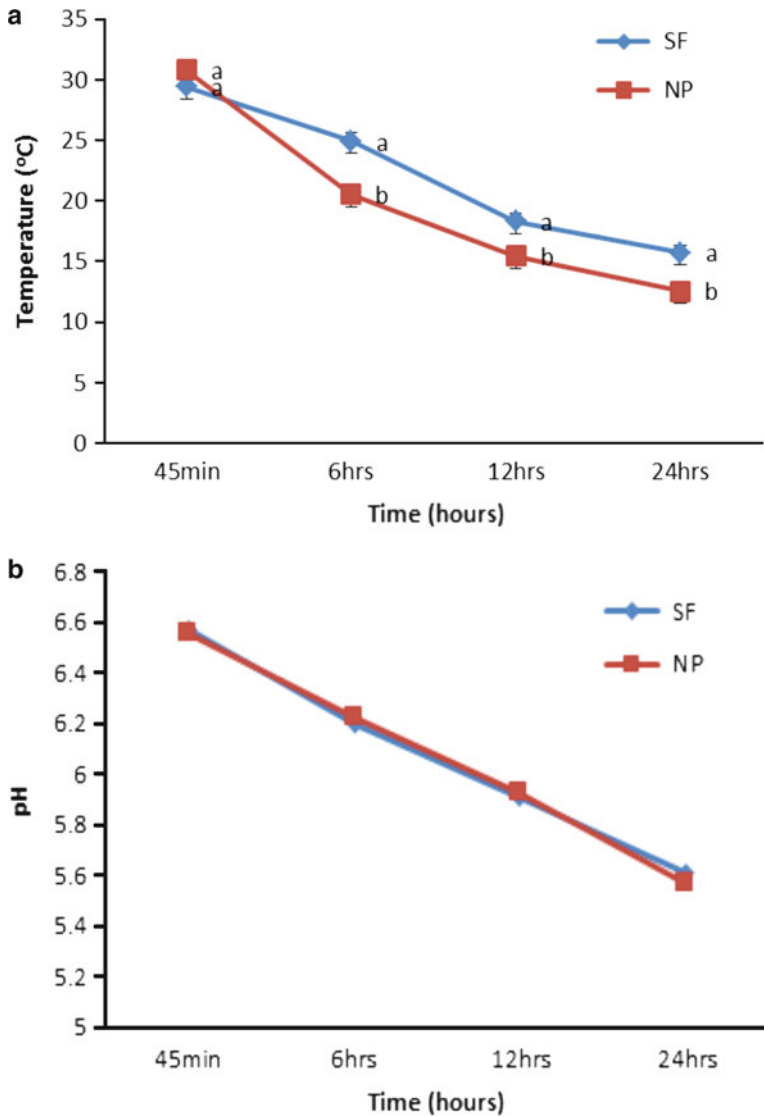 a
35
30
25
20
15
10
5
0
Temperature (°C)
SF
NP
a
a
a
b
a
b
a
b
45min 6hrs 12hrs 24hrs
Time (hours)
b
6.8
6.6
6.4
6.2
6
5.8
5.6
5.4
5.2
5
pH
SF
NP
45min 6hrs 12hrs 24hrs
Time (hours)